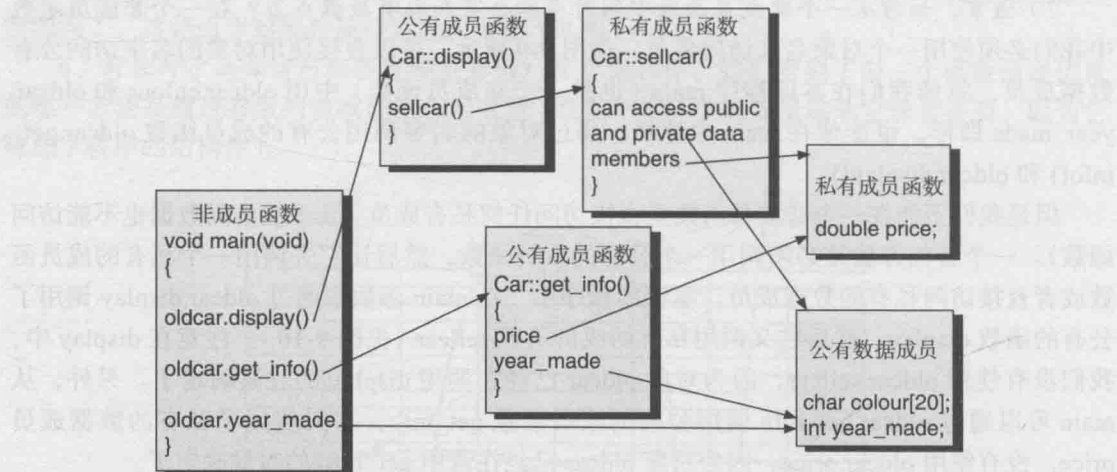 公有成员函数
Car::display()
{
sellcar()
}
私有成员函数
Car::sellcar()
{
can access public
and private data
members
}
私有成员函数
double price;
非成员函数
void main(void)
{
oldcar.display()
oldcar.get_info()
oldcar.year_made
}
公有成员函数
Car::get_info()
{
price
year_made
}
公有数据成员
char colour[20];
int year_made;